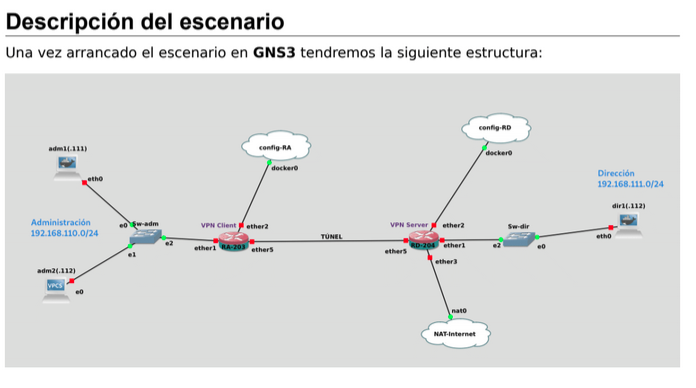 Descripción del escenario
Una vez arrancado el escenario en GNS3 tendremos la siguiente estructura:
config-RD
docker0
adm1(.111)
config-RA
docker0
eth0
Dirección
192.168.111.0/24
dir1(.112)
Administración
192.168.110.0/24
e0
Sw-adm
VPN Client
ether2
VPN Server
ether2
Sw-dir
TÚNEL
eth0
e2
ether1
RA-203
ether5
ether5
RD-204
ether1
e2
e0
e1
ether3
adm2(.112)
VPCS
e0
nat0
NAT-Internet